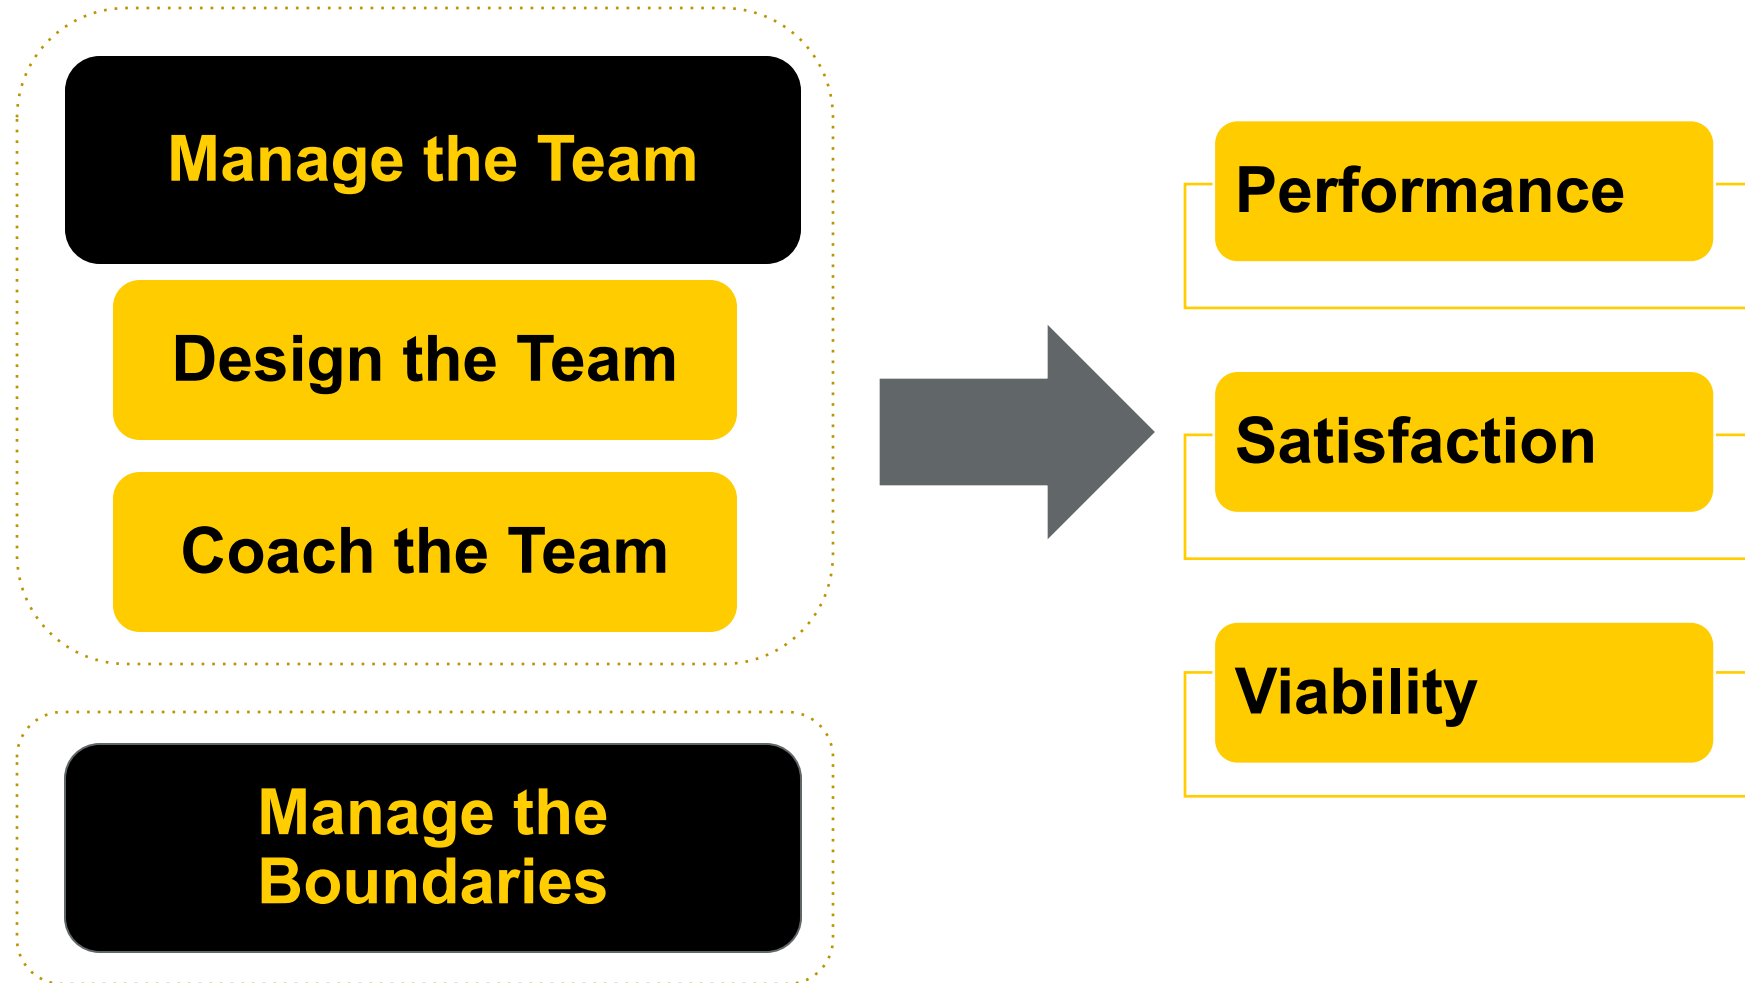 Manage the Team
Design the Team
Coach the Team
Manage the
Boundaries
Performance
Satisfaction
Viability